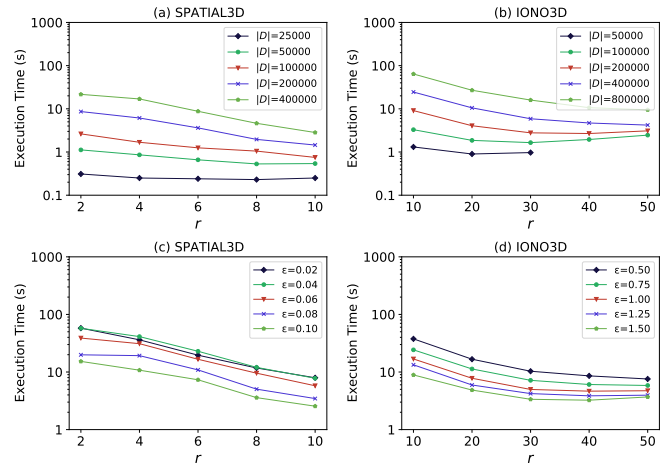 (a) SPATIAL3D
Execution Time (s)
1000
100
10
1
0.1
|D|=25000
|D|=50000
|D|=100000
|D|=200000
|D|=400000
2 4 6 8 10
r
(b) IONO3D
Execution Time (s)
1000
100
10
1
0.1
|D|=50000
|D|=100000
|D|=200000
|D|=400000
|D|=800000
10 20 30 40 50
r
(c) SPATIAL3D
Execution Time (s)
1000
100
10
1
ε=0.02
ε=0.04
ε=0.06
ε=0.08
ε=0.10
2 4 6 8 10
r
(d) IONO3D
Execution Time (s)
1000
100
10
1
ε=0.50
ε=0.75
ε=1.00
ε=1.25
ε=1.50
10 20 30 40 50
r